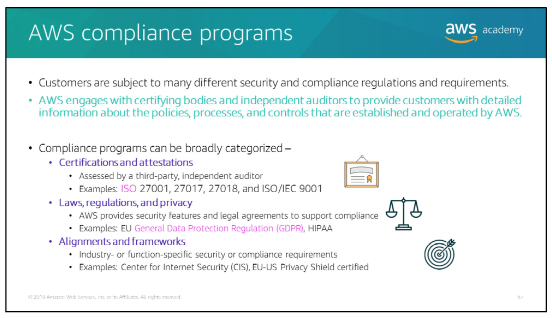 AWS compliance programs
aws academy
• Customers are subject to many different security and compliance regulations and requirements.
• AWS engages with certifying bodies and independent auditors to provide customers with detailed
information about the policies, processes, and controls that are established and operated by AWS.
• Compliance programs can be broadly categorized –
• Certifications and attestations
• Assessed by a third-party, independent auditor
• Examples: ISO 27001, 27017, 27018, and ISO/IEC 9001
• Laws, regulations, and privacy
• AWS provides security features and legal agreements to support compliance
• Examples: EU General Data Protection Regulation (GDPR), HIPAA
• Alignments and frameworks
• Industry- or function-specific security or compliance requirements
• Examples: Center for Internet Security (CIS), EU-US Privacy Shield certified
© 2019 Amazon Web Services, Inc. or its Affiliates. All rights reserved.